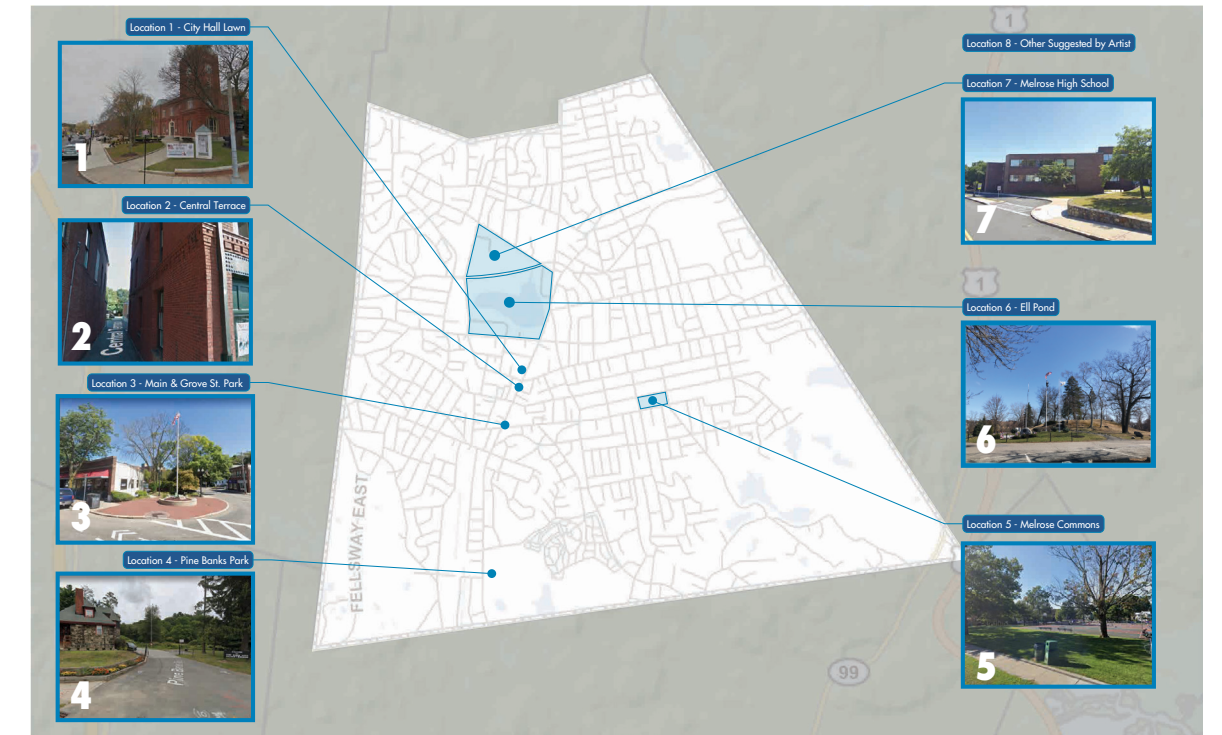 Location 1 - City Hall Lawn
1
Location 2 - Central Terrace
2
Central Terrace
Location 3 - Main & Grove St. Park
3
Location 4 - Pine Banks Park
4
FELLSWAY EAST
1
Location 8 - Other Suggested by Artist
Location 7 - Melrose High School
7
1
Location 6 - Ell Pond
6
Location 5 - Melrose Commons
5
99